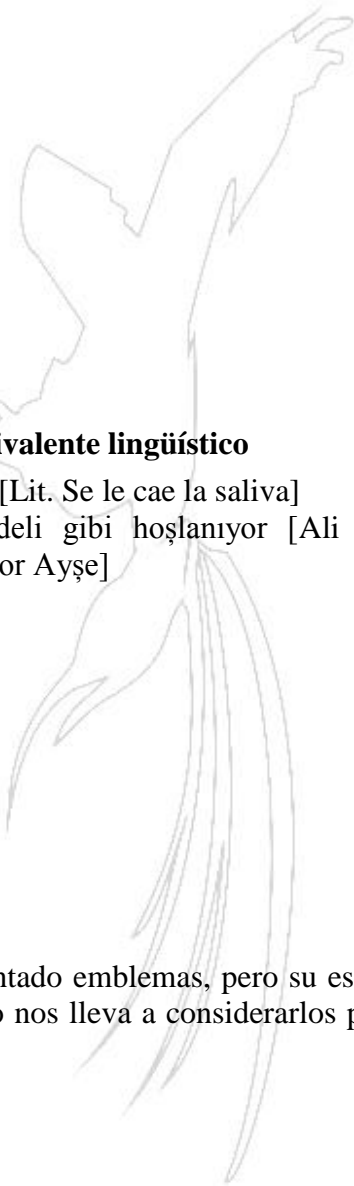 ivalente lingüístico
[Lit. Se le cae la saliva]
deli gibi hoşlanıyor [Ali
or Ayşe]
ntado emblemas, pero su es
o nos lleva a considerarlos p